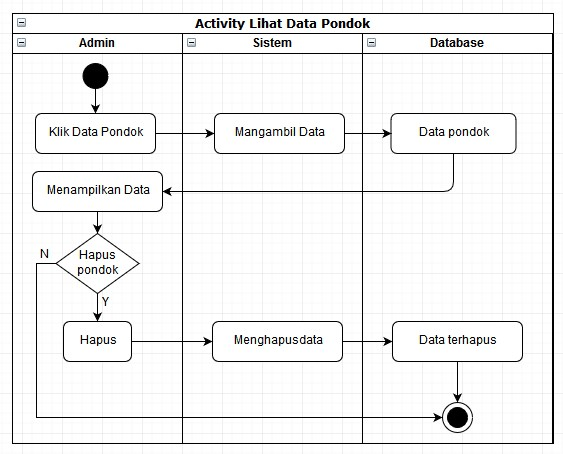 Activity Lihat Data Pondok
Admin
Sistem
Database
Klik Data Pondok
Mangambil Data
Data pondok
Menampilkan Data
N
Hapus
pondok
Y
Hapus
Menghapusdata
Data terhapus